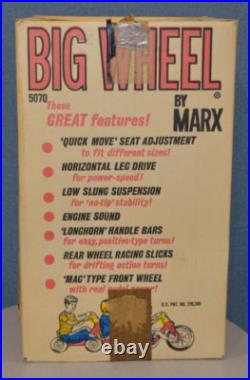 BIG WHEEL
®
5070
BY
MARX
These
GREAT features!
'QUICK MOVE' SEAT ADJUSTMENT
to fit different sizes!
HORIZONTAL LEG DRIVE
for power-speed!
LOW SLUNG SUSPENSION
for 'no-tip' stability!
ENGINE SOUND
'LONGHORN' HANDLE BARS
for easy, positive-type turns!
REAR WHEEL RACING SLICKS
for drifting action turns!
'MAG' TYPE FRONT WHEEL
with real pedal power!
U.S. PAT. NO.